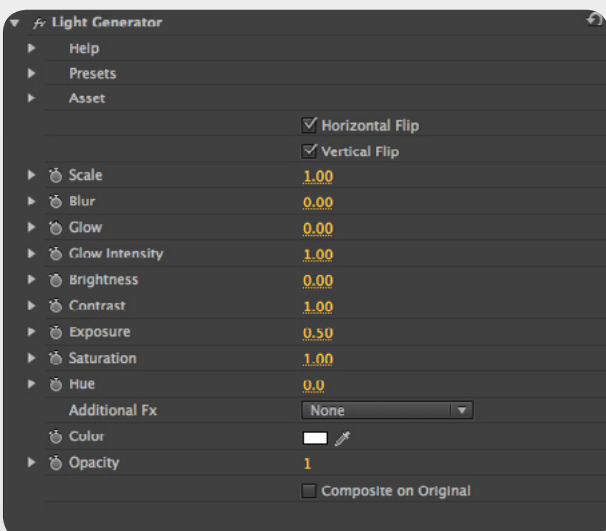 fx Light Generator
Help
Presets
Asset
Horizontal Flip
Vertical Flip
Scale 1.00
Blur 0.00
Glow 0.00
Glow Intensity 1.00
Brightness 0.00
Contrast 1.00
Exposure 0.50
Saturation 1.00
Hue 0.0
Additional Fx None
Color
Opacity 1
Composite on Original